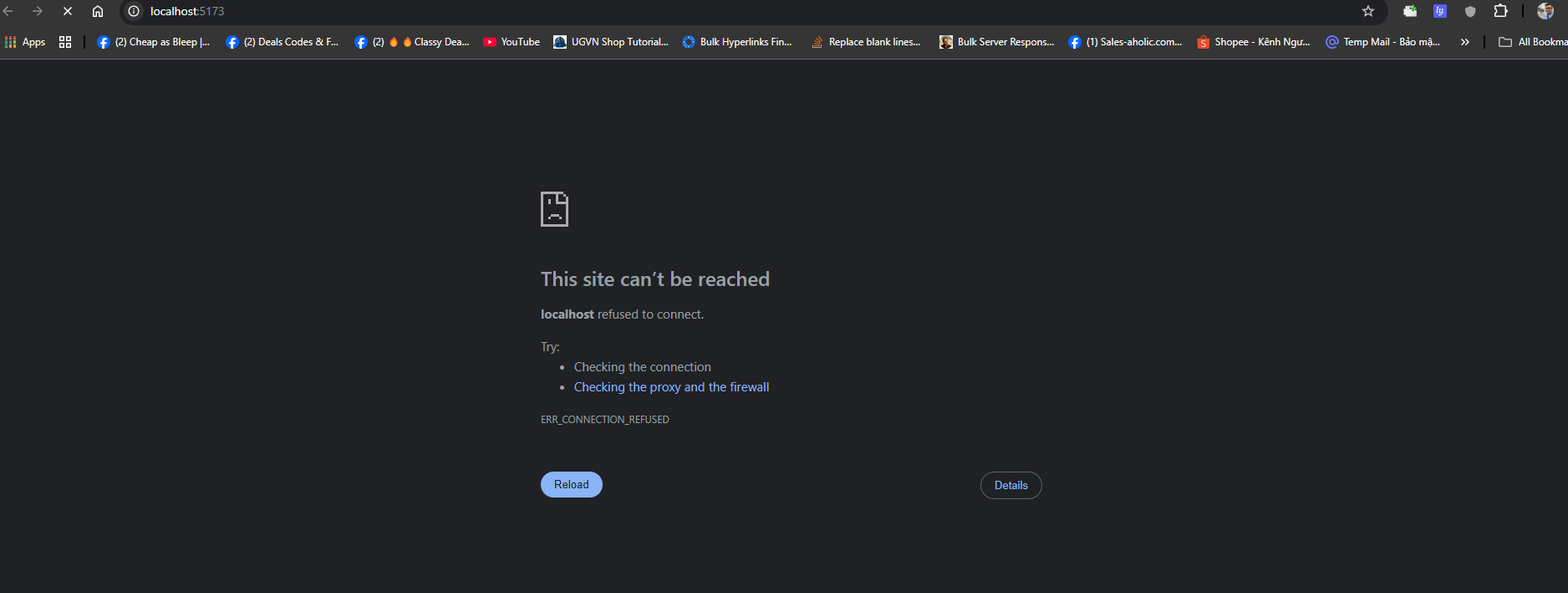 localhost:5173
Apps
(2) Cheap as Bleep |...
(2) Deals Codes & F...
(2) 🔥🔥Classy Dea...
YouTube
UGVN Shop Tutorial...
Bulk Hyperlinks Fin...
Replace blank lines...
Bulk Server Respons...
(1) Sales-aholic.com...
Shopee - Kênh Ngư...
Temp Mail - Bảo mậ...
All Bookma
This site can't be reached
localhost refused to connect.
Try:
Checking the connection
Checking the proxy and the firewall
ERR_CONNECTION_REFUSED
Reload
Details